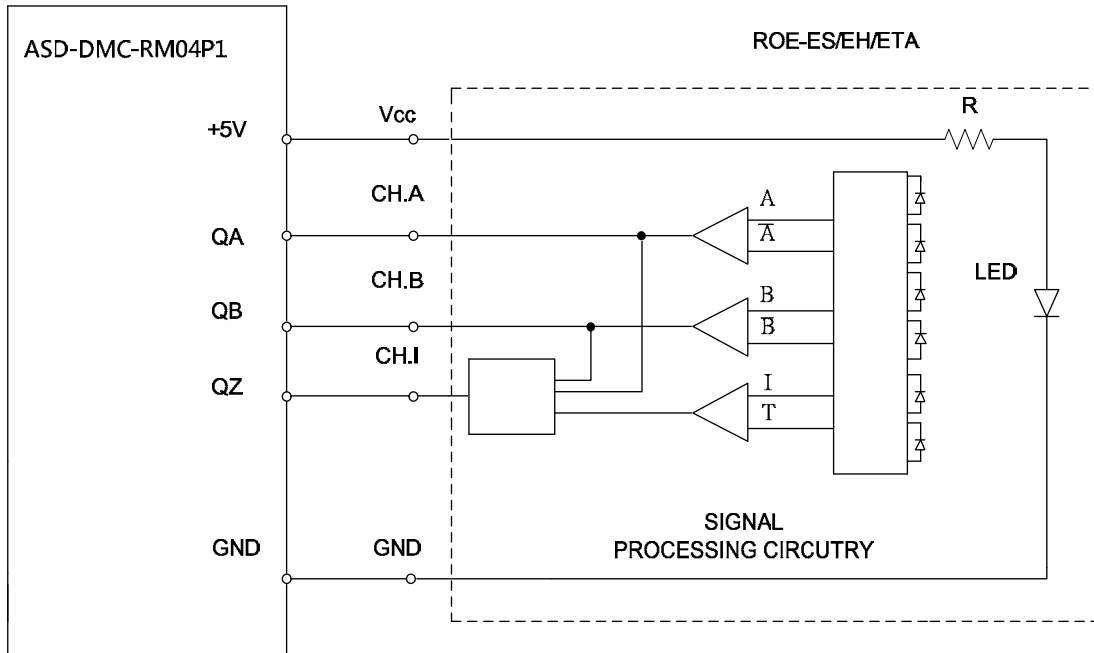 ASD-DMC-RM04P1
ROE-ES/EH/ETA
+5V
Vcc
R
CH.A
QA
A
A̅
CH.B
LED
QB
B
B̅
CH.I
QZ
I
T
SIGNAL
PROCESSING CIRCUTRY
GND
GND